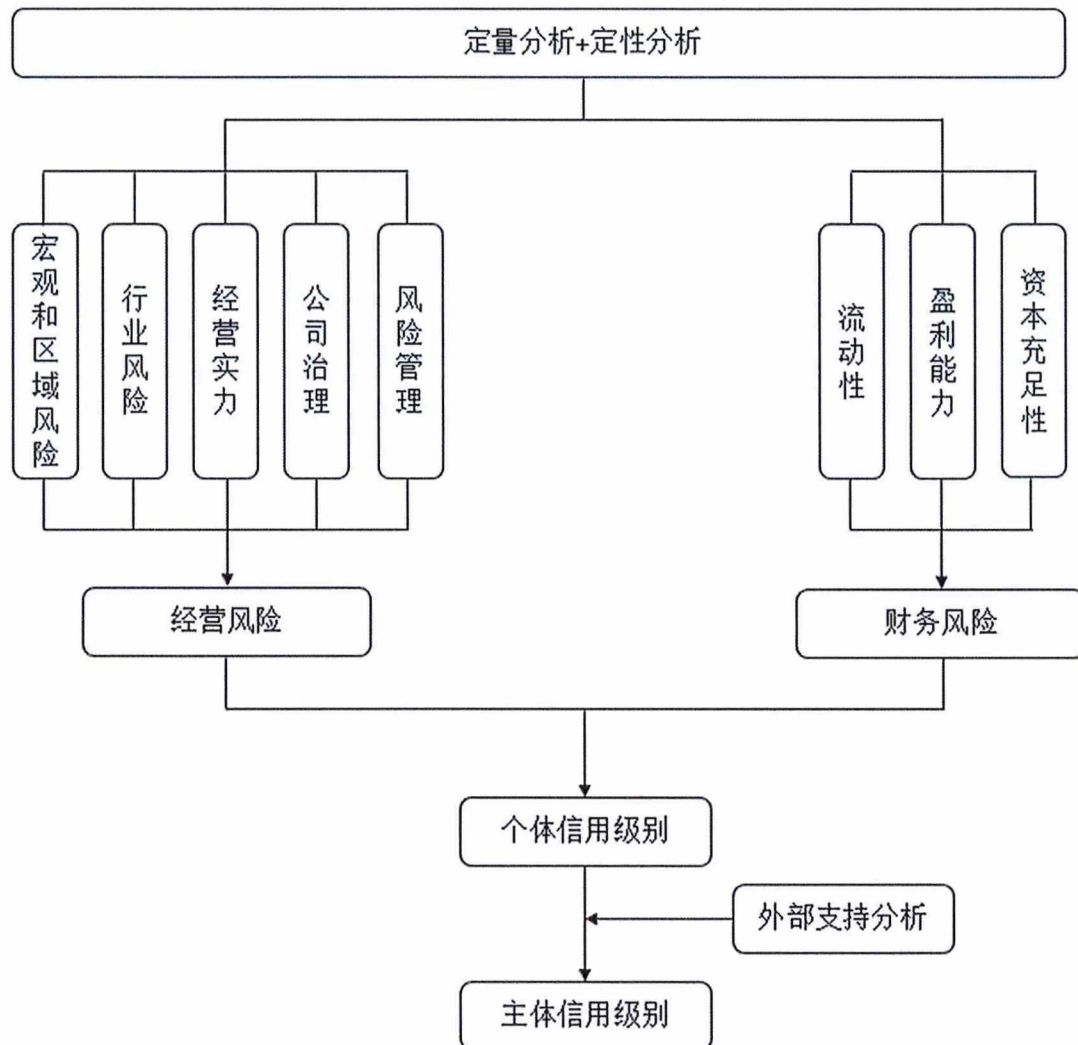 定量分析+定性分析
宏观和区域风险
行业风险
经营实力
公司治理
风险管理
流动性
盈利能力
资本充足性
经营风险
财务风险
个体信用级别
外部支持分析
主体信用级别